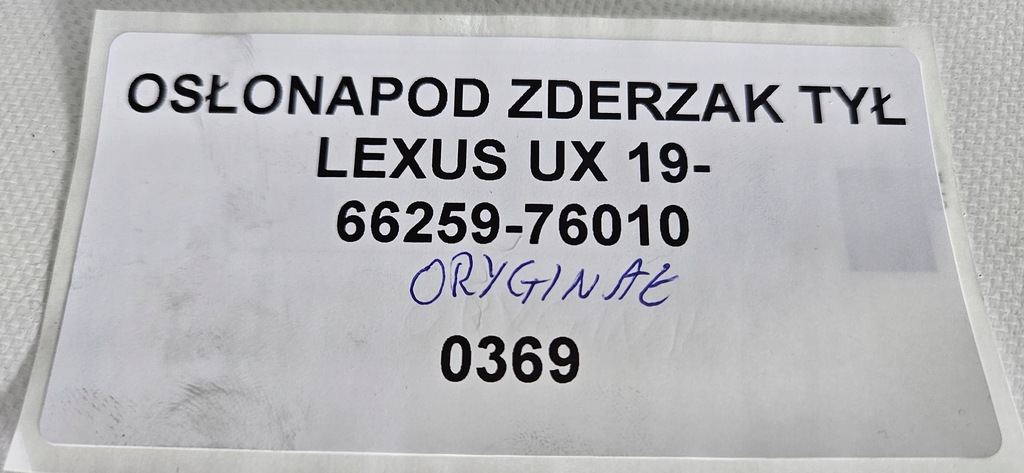 OSŁONAPOD ZDERZAK TYŁ
LEXUS UX 19-
66259-76010
ORYGINAŁ
0369